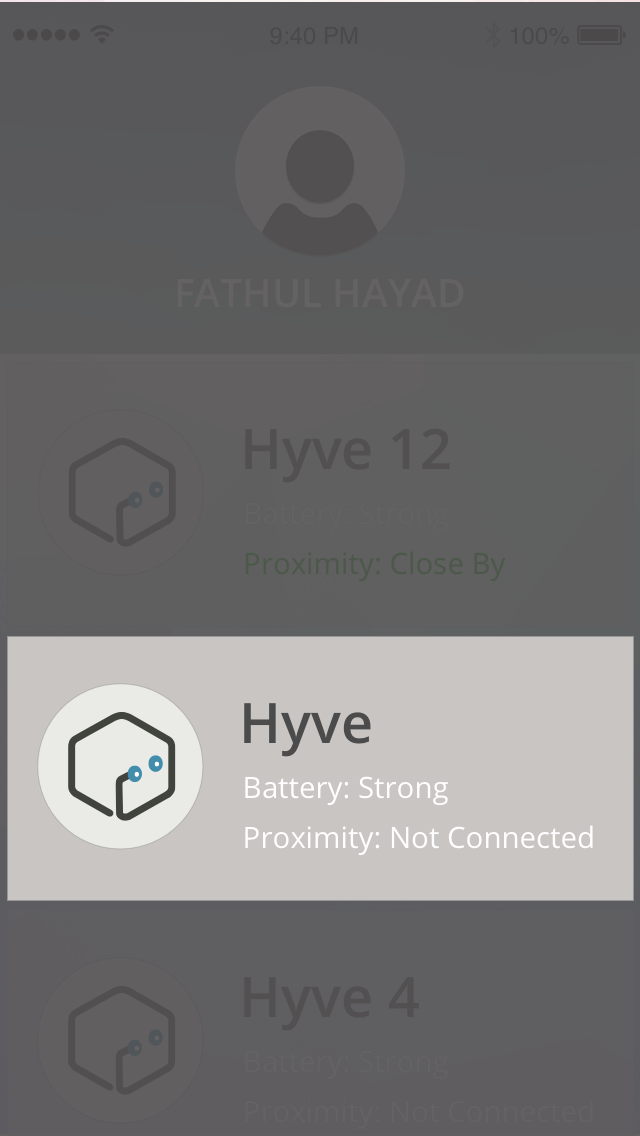 9:40 PM 100%
FATHUL HAYAD
Hyve 12
Battery: Strong
Proximity: Close By
Hyve
Battery: Strong
Proximity: Not Connected
Hyve 4
Battery: Strong
Proximity: Not Connected